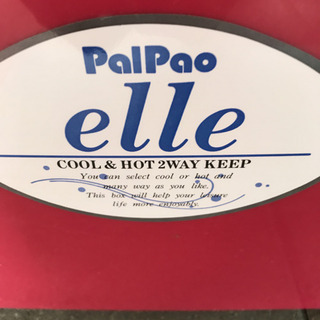 PalPao
elle
COOL & HOT 2WAY KEEP
You can select cool or hot and
many way as you like.
This box will help your leisure
life more enjoyably.